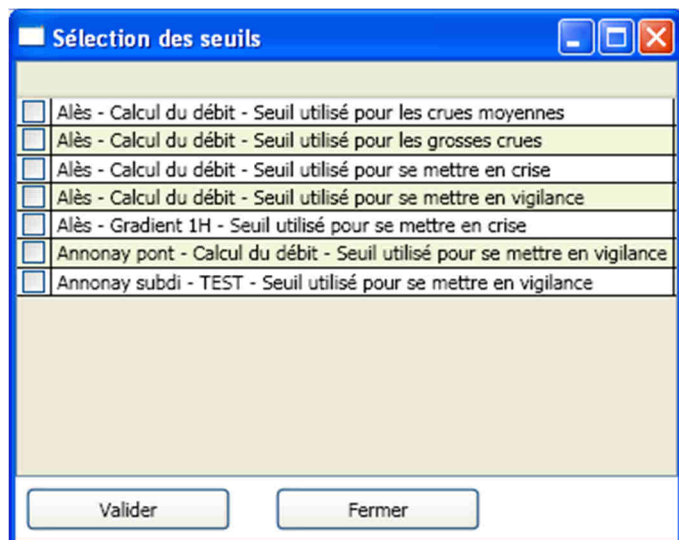 Sélection des seuils
Alès - Calcul du débit - Seuil utilisé pour les crues moyennes
Alès - Calcul du débit - Seuil utilisé pour les grosses crues
Alès - Calcul du débit - Seuil utilisé pour se mettre en crise
Alès - Calcul du débit - Seuil utilisé pour se mettre en vigilance
Alès - Gradient 1H - Seuil utilisé pour se mettre en crise
Annonay pont - Calcul du débit - Seuil utilisé pour se mettre en vigilance
Annonay subdi - TEST - Seuil utilisé pour se mettre en vigilance
Valider Fermer